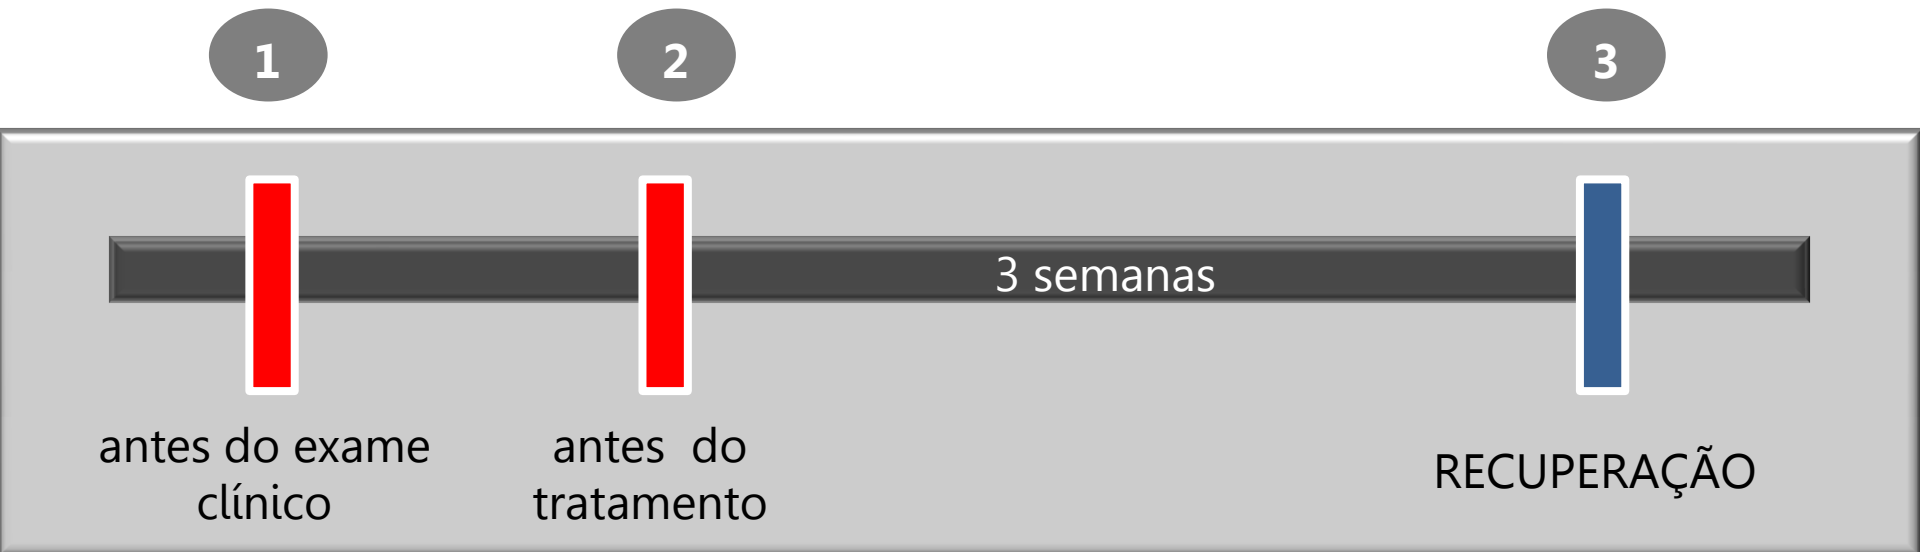 1
2
3
3 semanas
antes do exame
clínico
antes do
tratamento
RECUPERAÇÃO